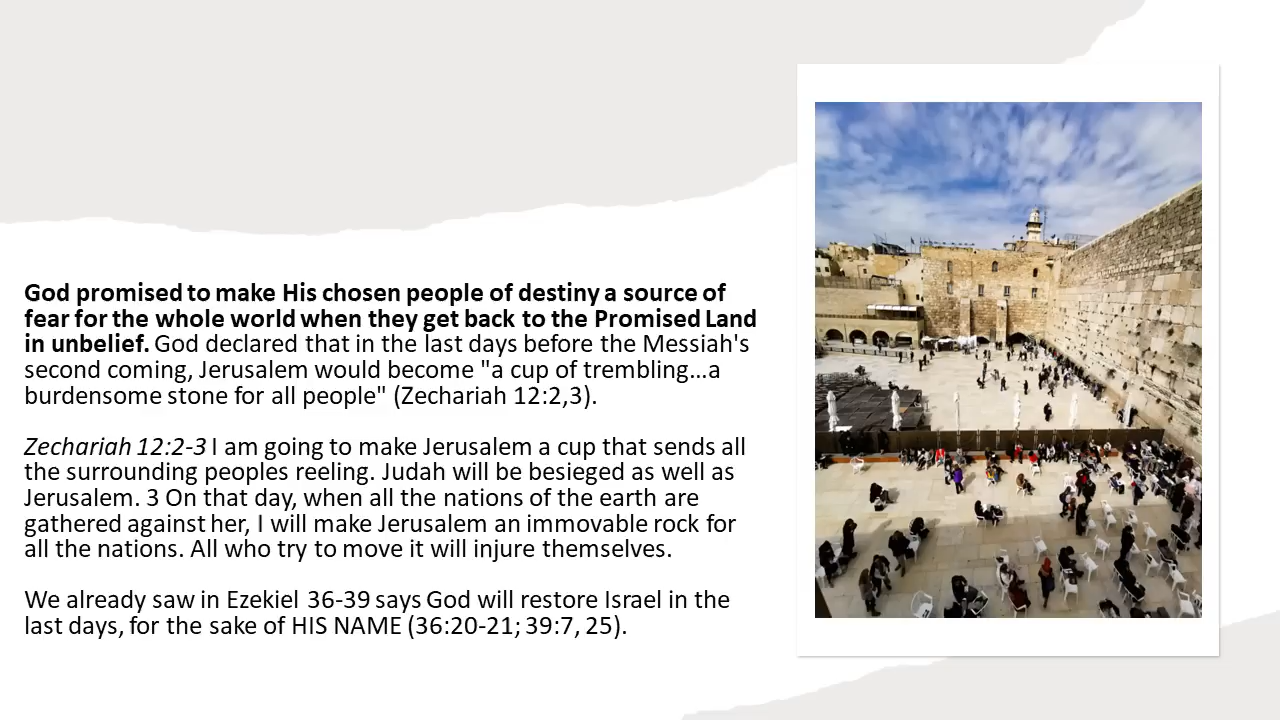 God promised to make His chosen people of destiny a source of
fear for the whole world when they get back to the Promised Land
in unbelief. God declared that in the last days before the Messiah's
second coming, Jerusalem would become "a cup of trembling...a
burdensome stone for all people" (Zechariah 12:2,3).
Zechariah 12:2-3 I am going to make Jerusalem a cup that sends all
the surrounding peoples reeling. Judah will be besieged as well as
Jerusalem. 3 On that day, when all the nations of the earth are
gathered against her, I will make Jerusalem an immovable rock for
all the nations. All who try to move it will injure themselves.
We already saw in Ezekiel 36-39 says God will restore Israel in the
last days, for the sake of HIS NAME (36:20-21; 39:7, 25).